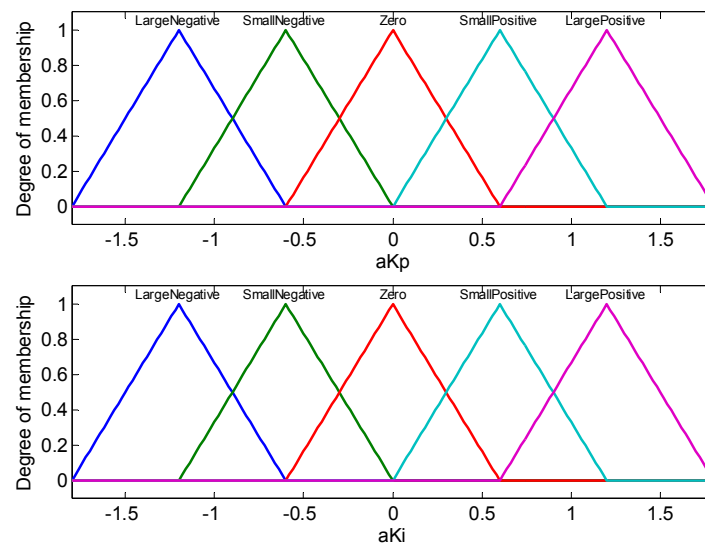 LargeNegative SmallNegative Zero SmallPositive LargePositive
1
0.8
0.6
0.4
0.2
0
Degree of membership
-1.5 -1 -0.5 0 0.5 1 1.5
aKp
LargeNegative SmallNegative Zero SmallPositive LargePositive
1
0.8
0.6
0.4
0.2
0
Degree of membership
-1.5 -1 -0.5 0 0.5 1 1.5
aKi